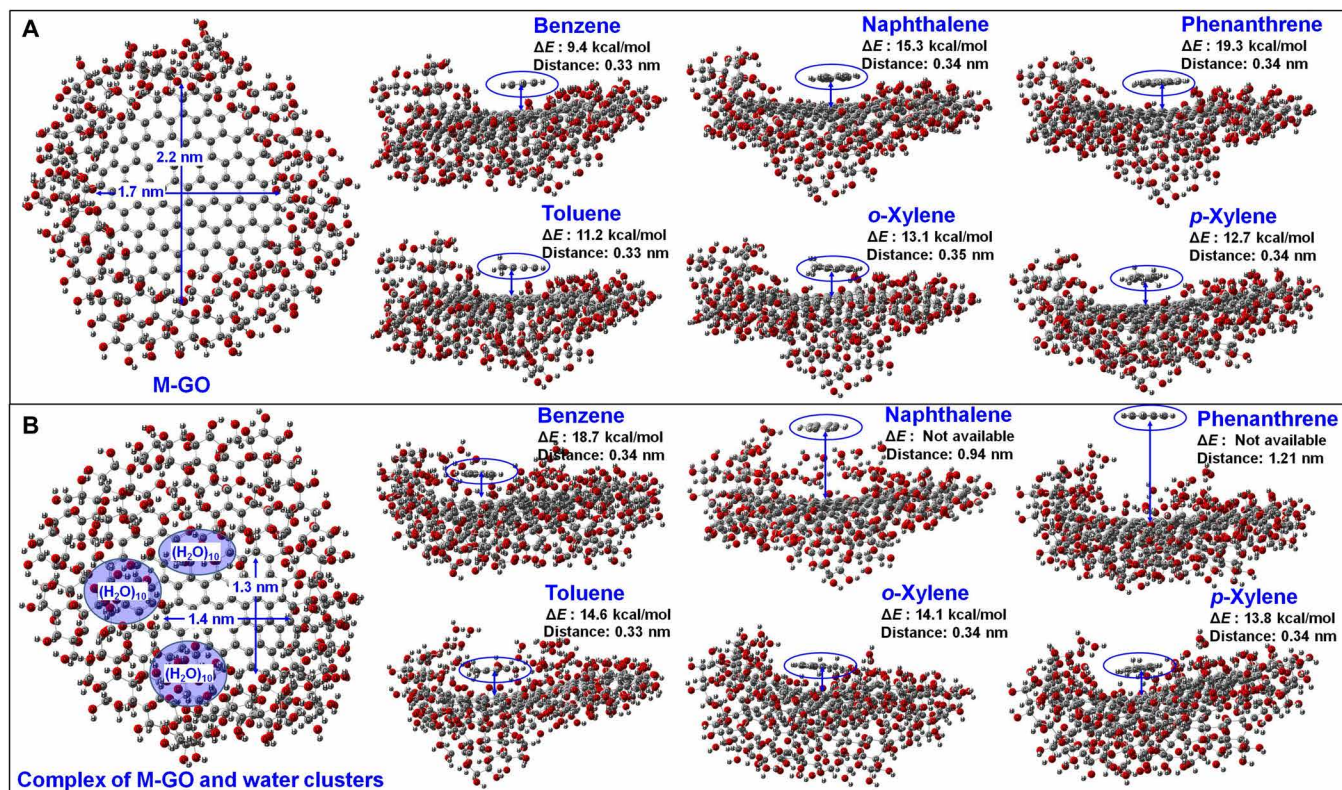 A
2.2 nm
1.7 nm
M-GO
Benzene
ΔE : 9.4 kcal/mol
Distance: 0.33 nm
Naphthalene
ΔE : 15.3 kcal/mol
Distance: 0.34 nm
Phenanthrene
ΔE : 19.3 kcal/mol
Distance: 0.34 nm
Toluene
ΔE : 11.2 kcal/mol
Distance: 0.33 nm
o-Xylene
ΔE : 13.1 kcal/mol
Distance: 0.35 nm
p-Xylene
ΔE : 12.7 kcal/mol
Distance: 0.34 nm
B
(H₂O)₁₀
(H₂O)₁₀
1.3 nm
1.4 nm
(H₂O)₁₀
Complex of M-GO and water clusters
Benzene
ΔE : 18.7 kcal/mol
Distance: 0.34 nm
Naphthalene
ΔE : Not available
Distance: 0.94 nm
Phenanthrene
ΔE : Not available
Distance: 1.21 nm
Toluene
ΔE : 14.6 kcal/mol
Distance: 0.33 nm
o-Xylene
ΔE : 14.1 kcal/mol
Distance: 0.34 nm
p-Xylene
ΔE : 13.8 kcal/mol
Distance: 0.34 nm